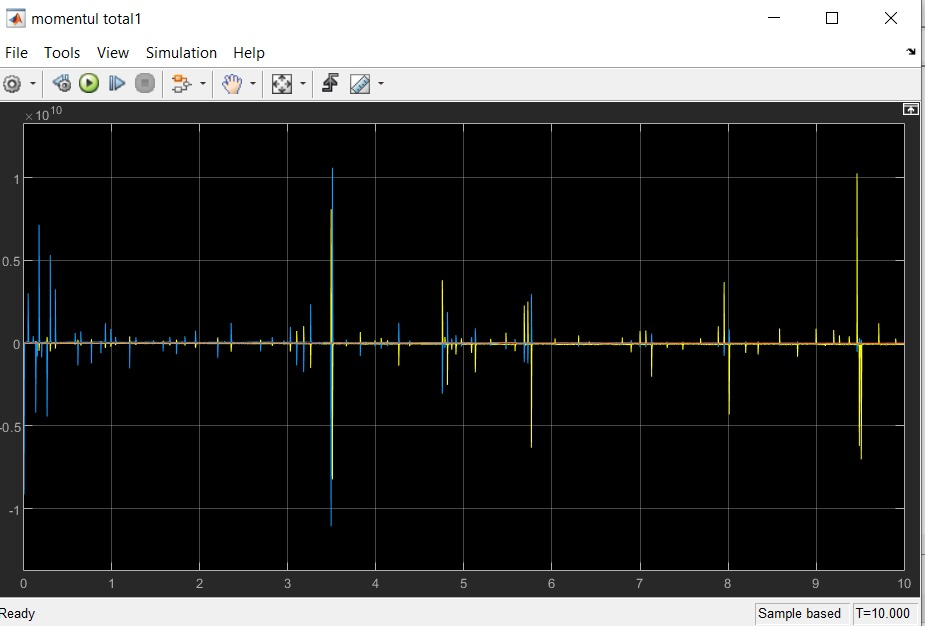 momentul total1
File Tools View Simulation Help
×10^10
1
0.5
0
-0.5
-1
0 1 2 3 4 5 6 7 8 9 10
Ready Sample based T=10.000